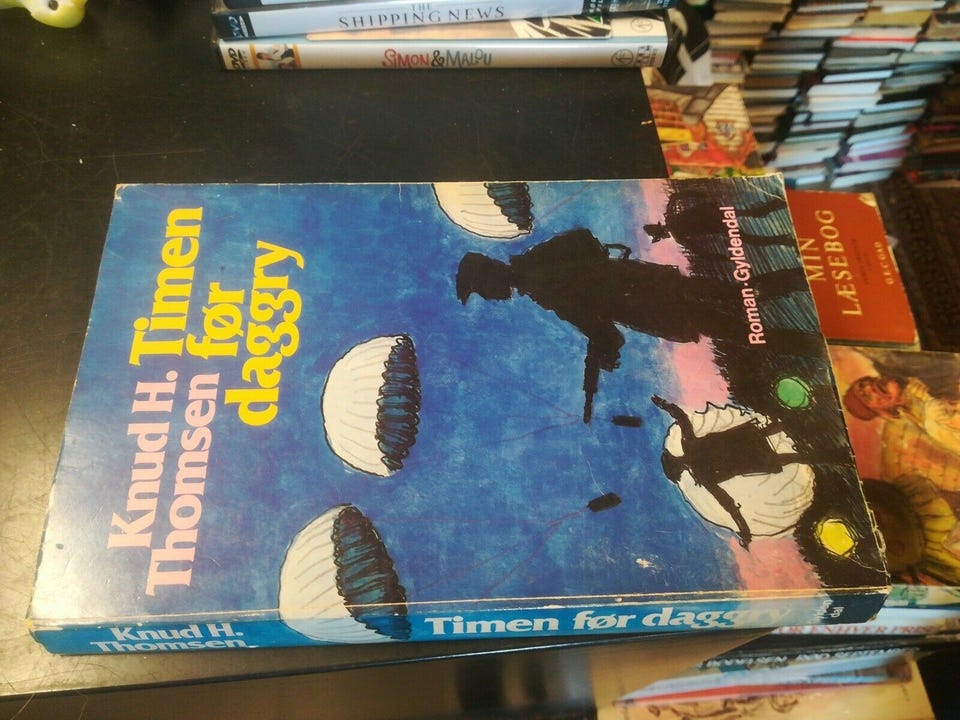 THE
SHIPPING NEWS
SIMON & MALOU
Knud H.
Thomsen
Timen
før
daggry
Roman · Gyldendal
Knud H.
Thomsen
Timen før daggry
dal
MIN
LÆSEBOG